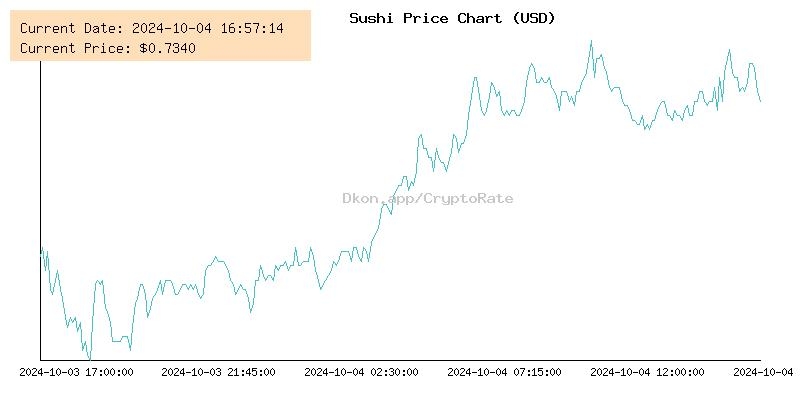 Sushi Price Chart (USD)
Current Date: 2024-10-04 16:57:14
Current Price: $0.7340
Dkon.app/CryptoRate
2024-10-03 17:00:00 2024-10-03 21:45:00 2024-10-04 02:30:00 2024-10-04 07:15:00 2024-10-04 12:00:00 2024-10-04